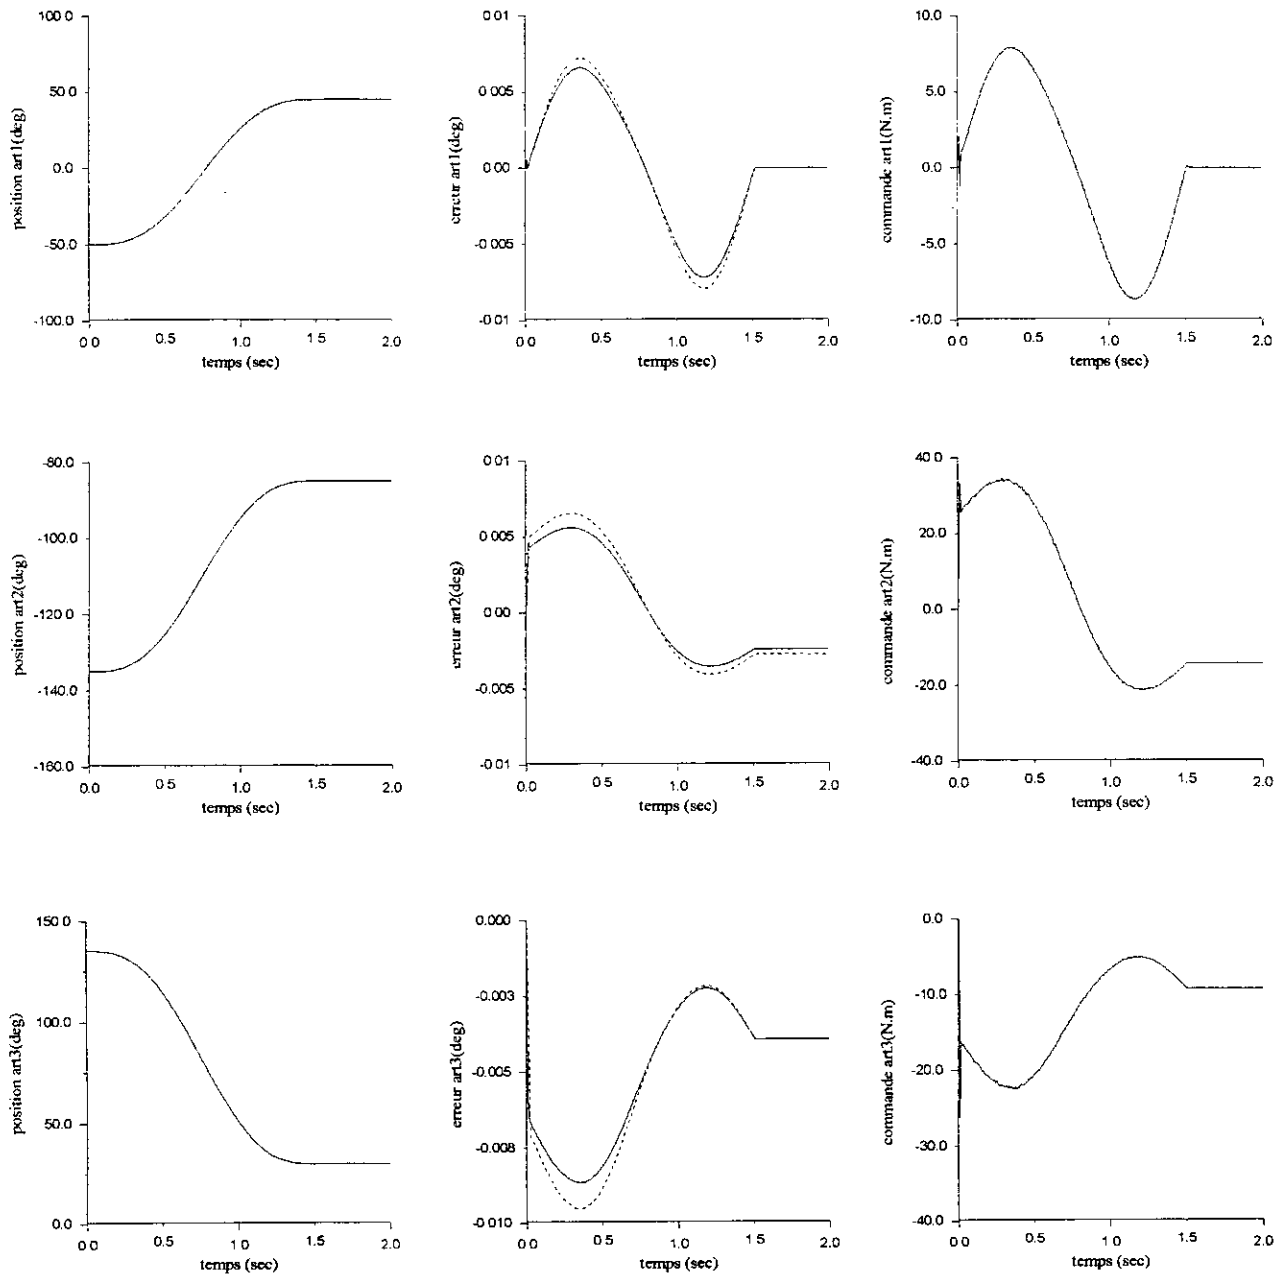 position art1(deg)
100.0
50.0
0.0
-50.0
-100.0
0.0 0.5 1.0 1.5 2.0
temps (sec)
erreur art1(deg)
0.01
0.005
0.00
-0.005
-0.01
0.0 0.5 1.0 1.5 2.0
temps (sec)
commande art1(N.m)
10.0
5.0
0.0
-5.0
-10.0
0.0 0.5 1.0 1.5 2.0
temps (sec)
position art2(deg)
-80.0
-100.0
-120.0
-140.0
-160.0
0.0 0.5 1.0 1.5 2.0
temps (sec)
erreur art2(deg)
0.01
0.005
0.00
-0.005
-0.01
0.0 0.5 1.0 1.5 2.0
temps (sec)
commande art2(N.m)
40.0
20.0
0.0
-20.0
-40.0
0.0 0.5 1.0 1.5 2.0
temps (sec)
position art3(deg)
150.0
100.0
50.0
0.0
0.0 0.5 1.0 1.5 2.0
temps (sec)
erreur art3(deg)
0.000
-0.003
-0.005
-0.008
-0.010
0.0 0.5 1.0 1.5 2.0
temps (sec)
commande art3(N.m)
0.0
-10.0
-20.0
-30.0
-40.0
0.0 0.5 1.0 1.5 2.0
temps (sec)